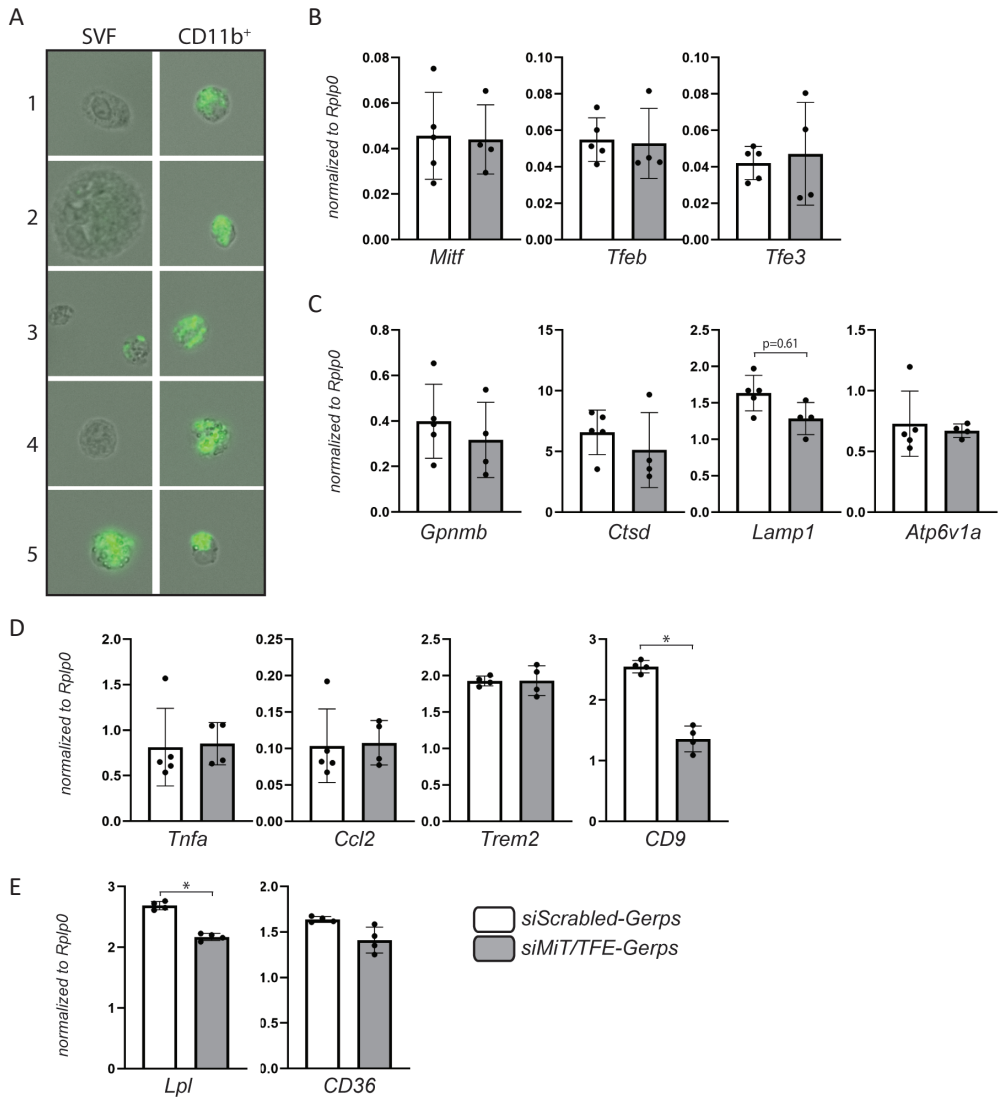 A
SVF CD11b+
1
2
3
4
5
B
normalized to Rplp0
0.08
0.06
0.04
0.02
0.00
Mitf
0.10
0.08
0.06
0.04
0.02
0.00
Tfeb
0.10
0.08
0.06
0.04
0.02
0.00
Tfe3
C
normalized to Rplp0
0.8
0.6
0.4
0.2
0.0
Gpnmb
15
10
5
0
Ctsd
2.5
2.0
1.5
1.0
0.5
0.0
p=0.61
Lamp1
1.5
1.0
0.5
0.0
Atp6v1a
D
normalized to Rplp0
2.0
1.5
1.0
0.5
0.0
Tnfa
0.25
0.20
0.15
0.10
0.05
0.00
Ccl2
2.5
2.0
1.5
1.0
0.5
0.0
Trem2
3
2
1
0
*
CD9
E
normalized to Rplp0
3
2
1
0
*
Lpl
2.0
1.5
1.0
0.5
0.0
CD36
siScrabled-Gerps
siMiT/TFE-Gerps